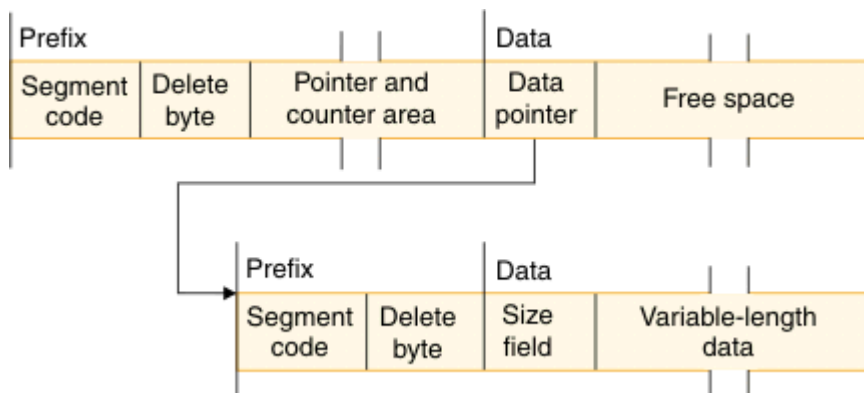 Prefix
Data
Segment code
Delete byte
Pointer and counter area
Data pointer
Free space
Prefix
Data
Segment code
Delete byte
Size field
Variable-length data